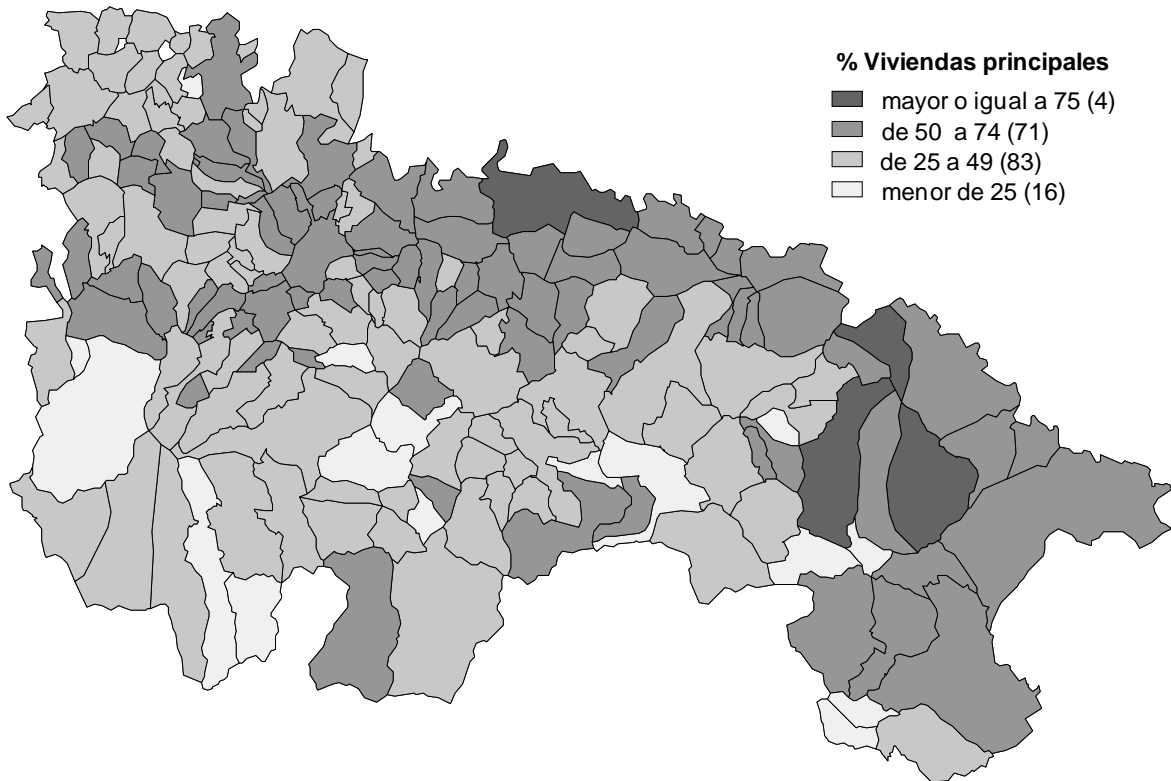 % Viviendas principales
mayor o igual a 75 (4)
de 50 a 74 (71)
de 25 a 49 (83)
menor de 25 (16)